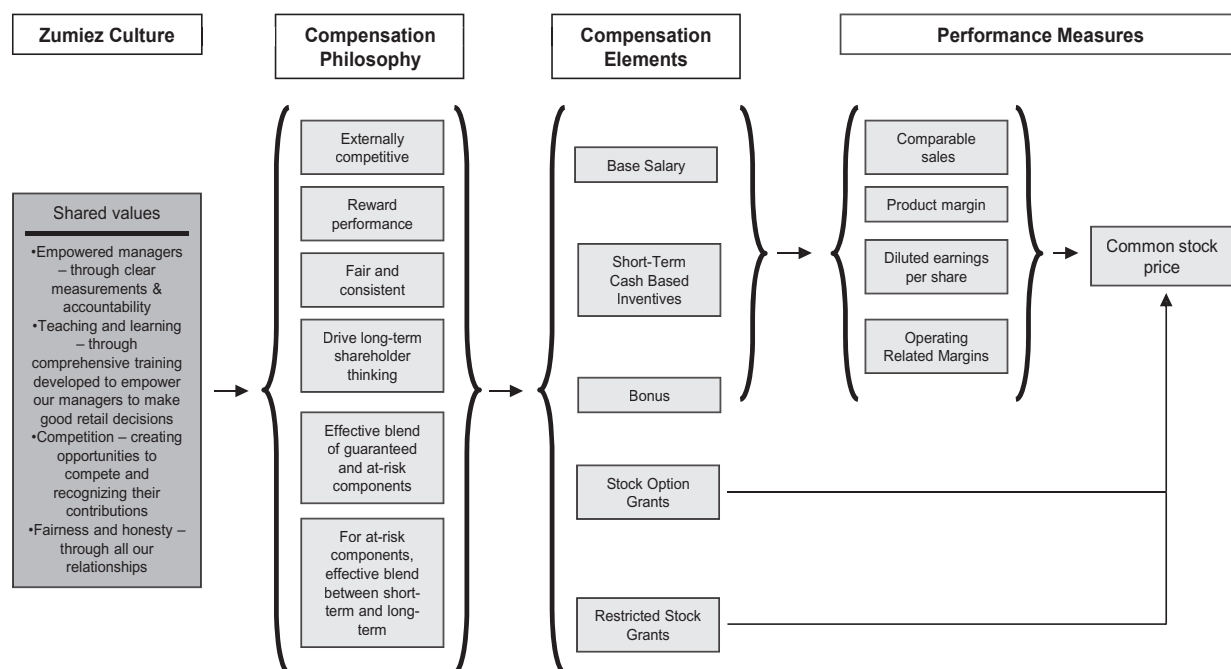 Zumiez Culture
Compensation
Philosophy
Compensation
Elements
Performance Measures
Shared values
•Empowered managers
– through clear
measurements &
accountability
•Teaching and learning
– through
comprehensive training
developed to empower
our managers to make
good retail decisions
•Competition – creating
opportunities to
compete and
recognizing their
contributions
•Fairness and honesty –
through all our
relationships
Externally
competitive
Reward
performance
Fair and
consistent
Drive long-term
shareholder
thinking
Effective blend
of guaranteed
and at-risk
components
For at-risk
components,
effective blend
between short-
term and long-
term
Base Salary
Short-Term
Cash Based
Inventives
Bonus
Stock Option
Grants
Restricted Stock
Grants
Comparable
sales
Product margin
Diluted earnings
per share
Operating
Related Margins
Common stock
price